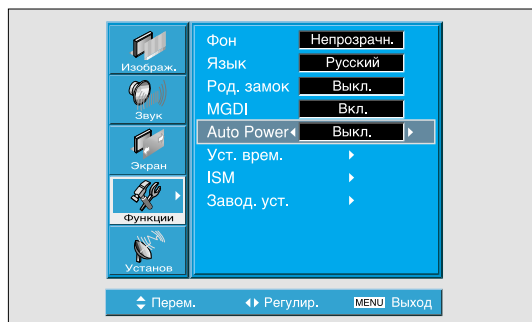 Изображ.
Звук
Экран
Функции
Установ
Фон Непрозрачн.
Язык Русский
Род. замок Выкл.
MGDI Вкл.
Auto Power Выкл.
Уст. врем.
ISM
Завод. уст.
Перем. Регулир. MENU Выход